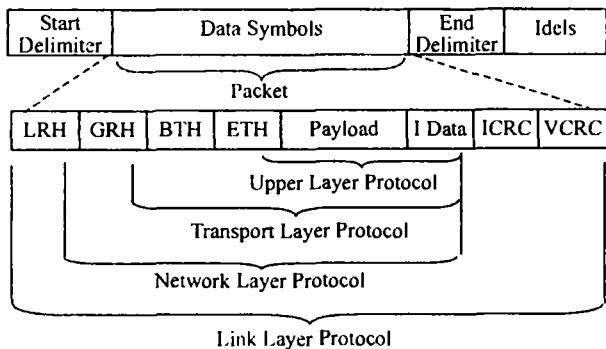 Start Delimiter Data Symbols End Delimiter Idels
Packet
LRH GRH BTH ETH Payload I Data ICRC VCRC
Upper Layer Protocol
Transport Layer Protocol
Network Layer Protocol
Link Layer Protocol